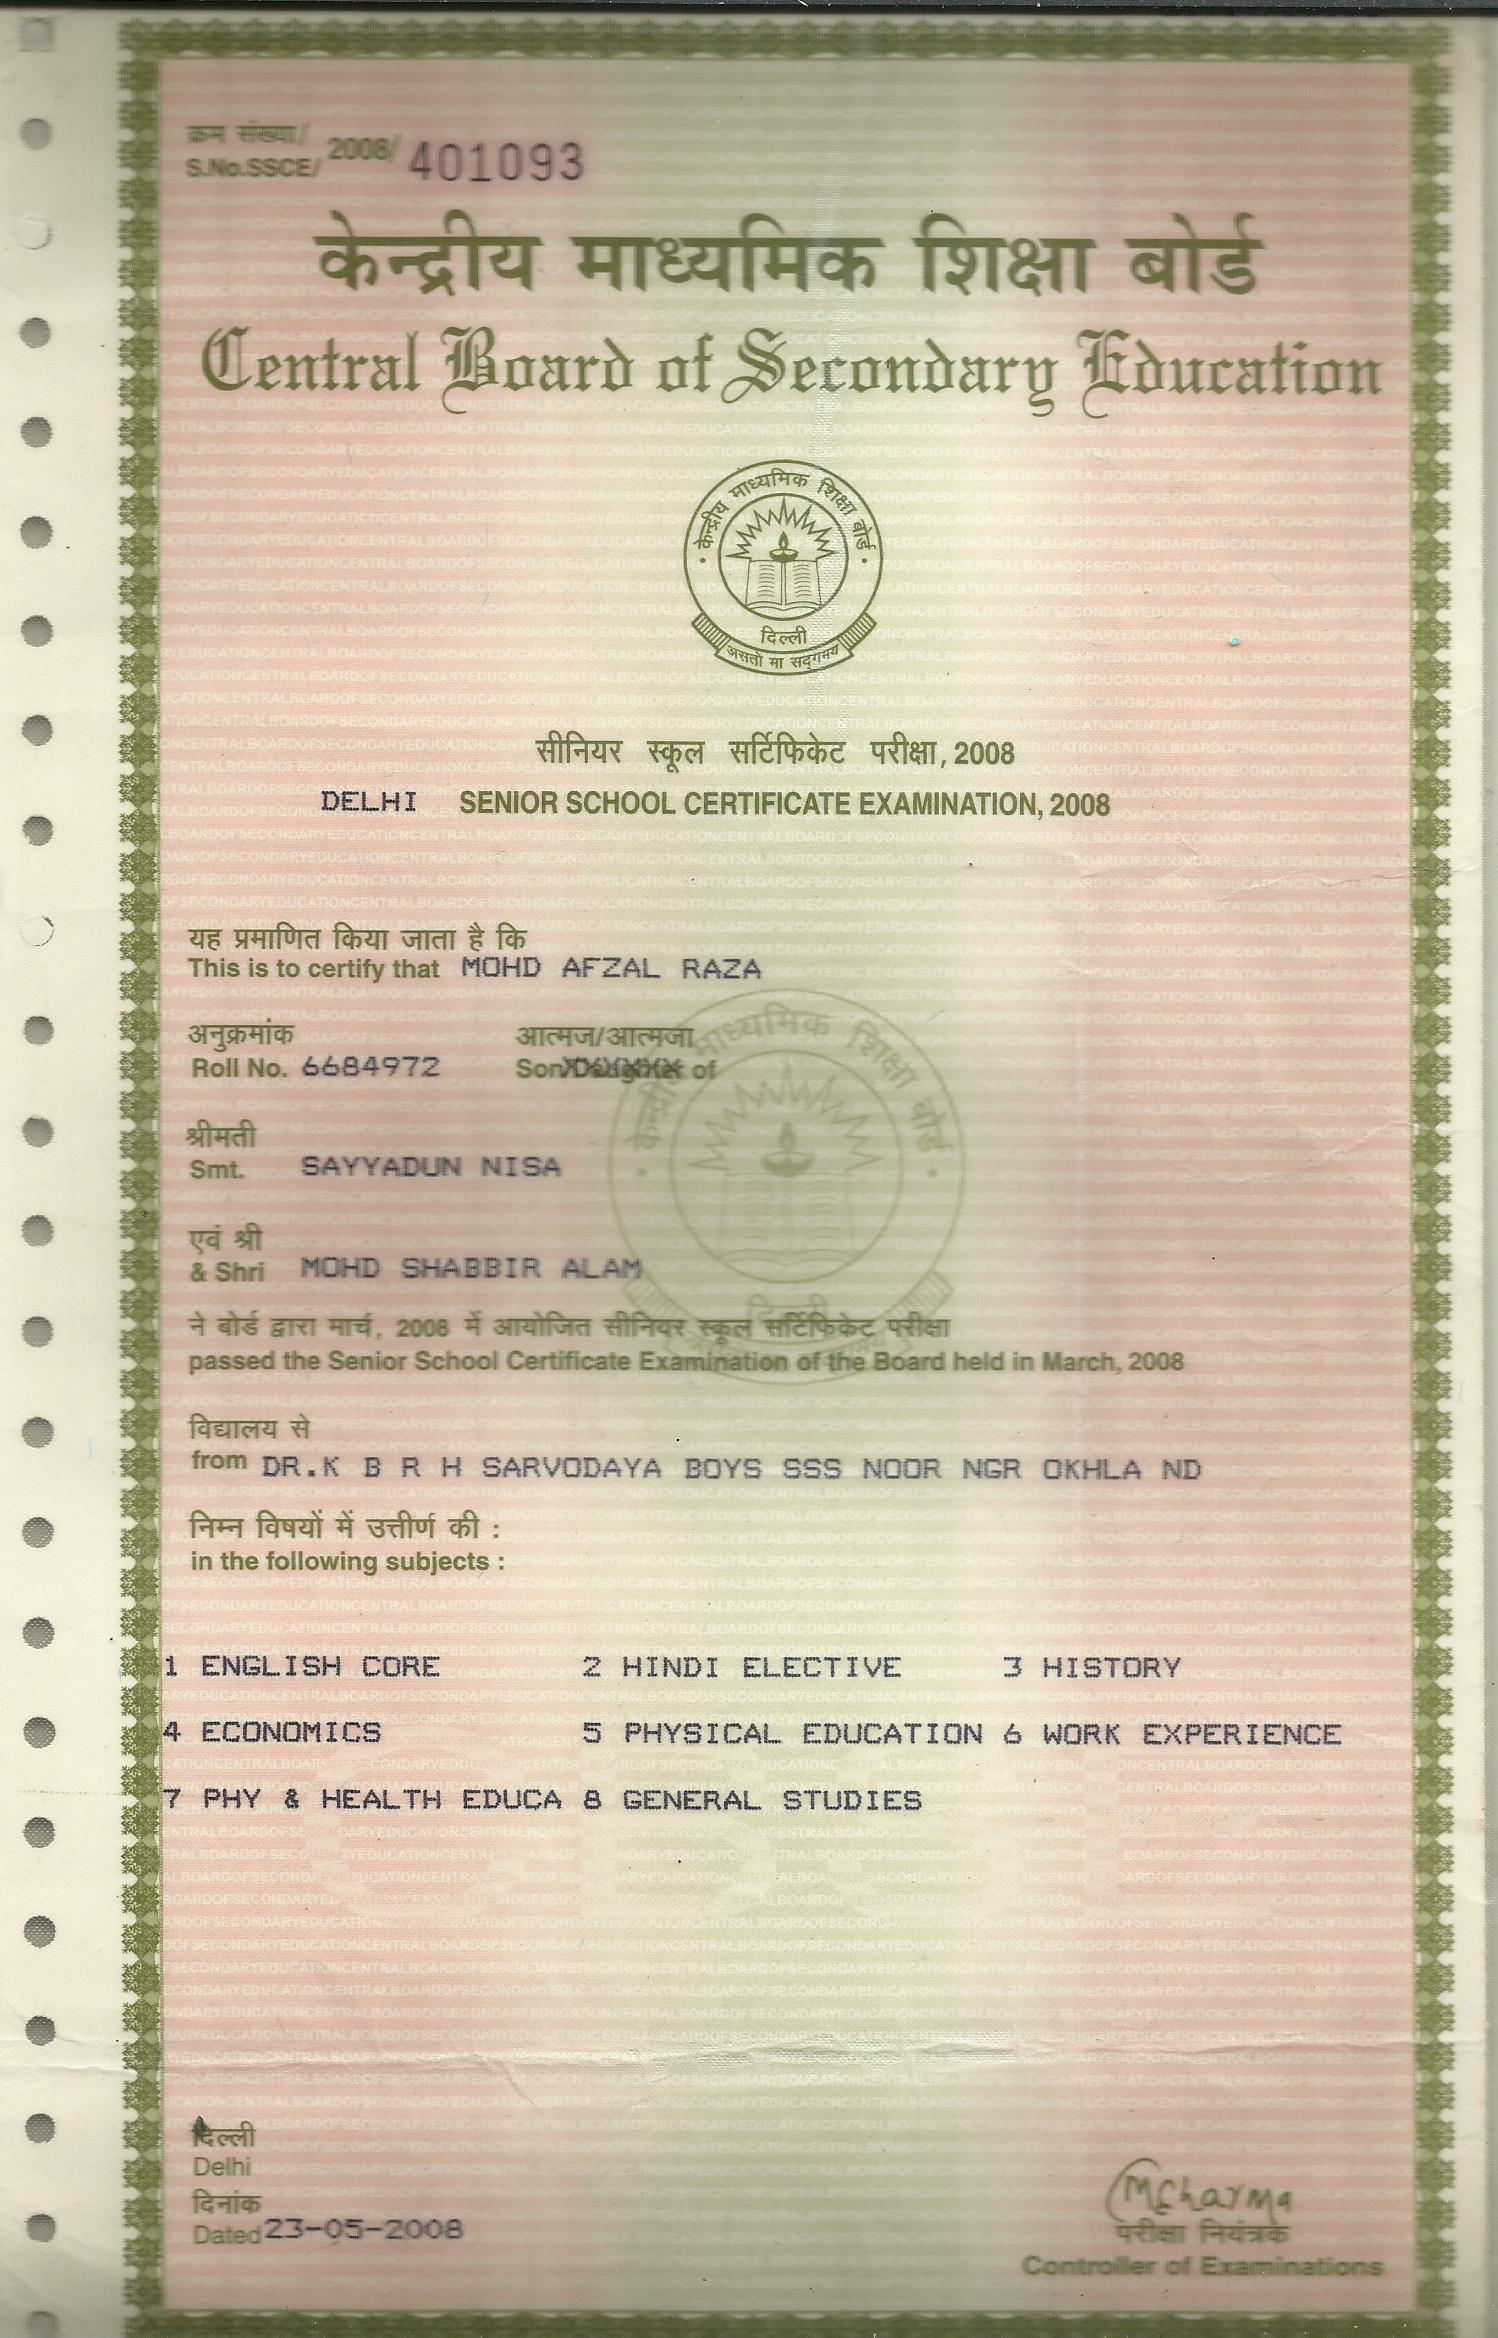 क्रम संख्या/
S.No.SSCE/ 2008/ 401093
केन्द्रीय माध्यमिक शिक्षा बोर्ड
Central Board of Secondary Education
केन्द्रीय माध्यमिक शिक्षा बोर्ड
दिल्ली
असतो मा सद्गमय
सीनियर स्कूल सर्टिफिकेट परीक्षा, 2008
DELHI SENIOR SCHOOL CERTIFICATE EXAMINATION, 2008
यह प्रमाणित किया जाता है कि
This is to certify that MOHD AFZAL RAZA
अनुक्रमांक आत्मज/आत्मजा
Roll No. 6684972 Son/Daughter of
श्रीमती
Smt. SAYYADUN NISA
एवं श्री
& Shri MOHD SHABBIR ALAM
ने बोर्ड द्वारा मार्च, 2008 में आयोजित सीनियर स्कूल सर्टिफिकेट परीक्षा
passed the Senior School Certificate Examination of the Board held in March, 2008
विद्यालय से
from DR.K B R H SARVODAYA BOYS SSS NOOR NGR OKHLA ND
निम्न विषयों में उत्तीर्ण की :
in the following subjects :
1 ENGLISH CORE 2 HINDI ELECTIVE 3 HISTORY
4 ECONOMICS 5 PHYSICAL EDUCATION 6 WORK EXPERIENCE
7 PHY & HEALTH EDUCA 8 GENERAL STUDIES
दिल्ली
Delhi
दिनांक
Dated 23-05-2008
परीक्षा नियंत्रक
Controller of Examinations